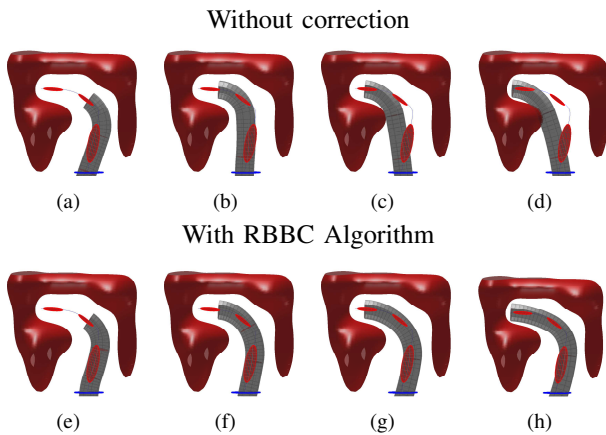 Without correction
(a) (b) (c) (d)
With RBBC Algorithm
(e) (f) (g) (h)